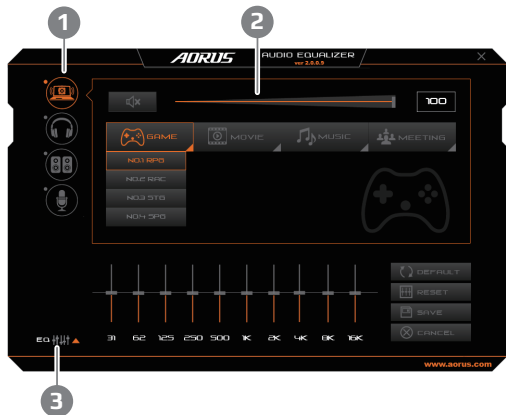 1
2
AORUS AUDIO EQUALIZER
ver 2.0.0.5
100
GAME MOVIE MUSIC MEETING
NO.1 RPG
NO.2 RAC
NO.3 STG
NO.4 SPG
DEFAULT
RESET
SAVE
CANCEL
31 62 125 250 500 1K 2K 4K 8K 16K
EQ
www.aorus.com
3